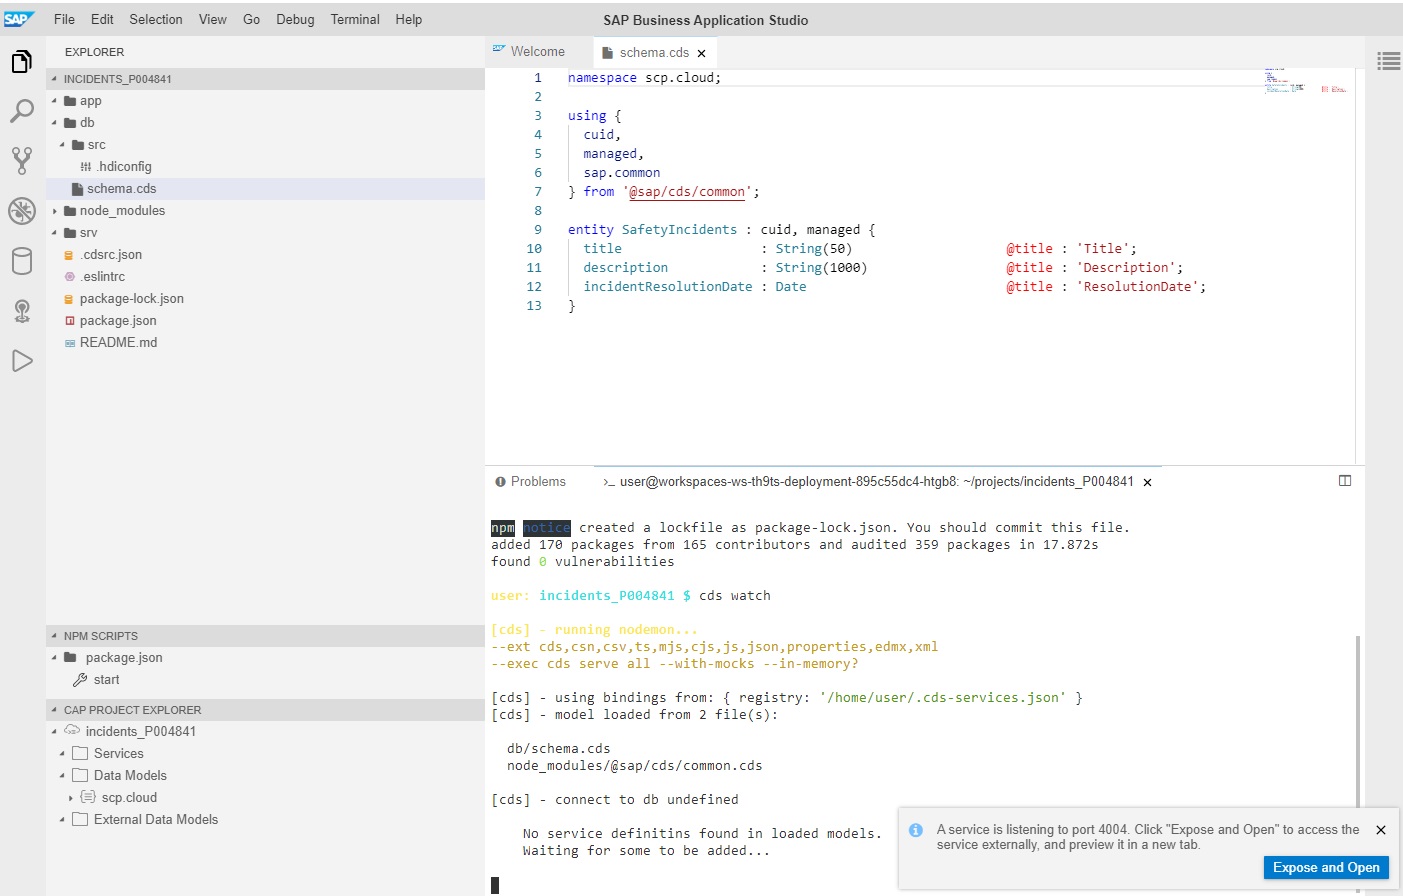 SAP File Edit Selection View Go Debug Terminal Help SAP Business Application Studio
EXPLORER
INCIDENTS_P004841
app
db
src
.hdiconfig
schema.cds
node_modules
srv
.cdsrc.json
.eslintrc
package-lock.json
package.json
README.md
NPM SCRIPTS
package.json
start
CAP PROJECT EXPLORER
incidents_P004841
Services
Data Models
scp.cloud
External Data Models
SAP Welcome schema.cds
1 namespace scp.cloud;
2
3 using {
4 cuid,
5 managed,
6 sap.common
7 } from '@sap/cds/common';
8
9 entity SafetyIncidents : cuid, managed {
10 title : String(50) @title : 'Title';
11 description : String(1000) @title : 'Description';
12 incidentResolutionDate : Date @title : 'ResolutionDate';
13 }
Problems >_ user@workspaces-ws-th9ts-deployment-895c55dc4-htgb8: ~/projects/incidents_P004841
npm notice created a lockfile as package-lock.json. You should commit this file.
added 170 packages from 165 contributors and audited 359 packages in 17.872s
found 0 vulnerabilities
user: incidents_P004841 $ cds watch
[cds] - running nodemon...
--ext cds,csn,csv,ts,mjs,cjs,js,json,properties,edmx,xml
--exec cds serve all --with-mocks --in-memory?
[cds] - using bindings from: { registry: '/home/user/.cds-services.json' }
[cds] - model loaded from 2 file(s):
db/schema.cds
node_modules/@sap/cds/common.cds
[cds] - connect to db undefined
No service definitins found in loaded models.
Waiting for some to be added...
A service is listening to port 4004. Click "Expose and Open" to access the
service externally, and preview it in a new tab.
Expose and Open